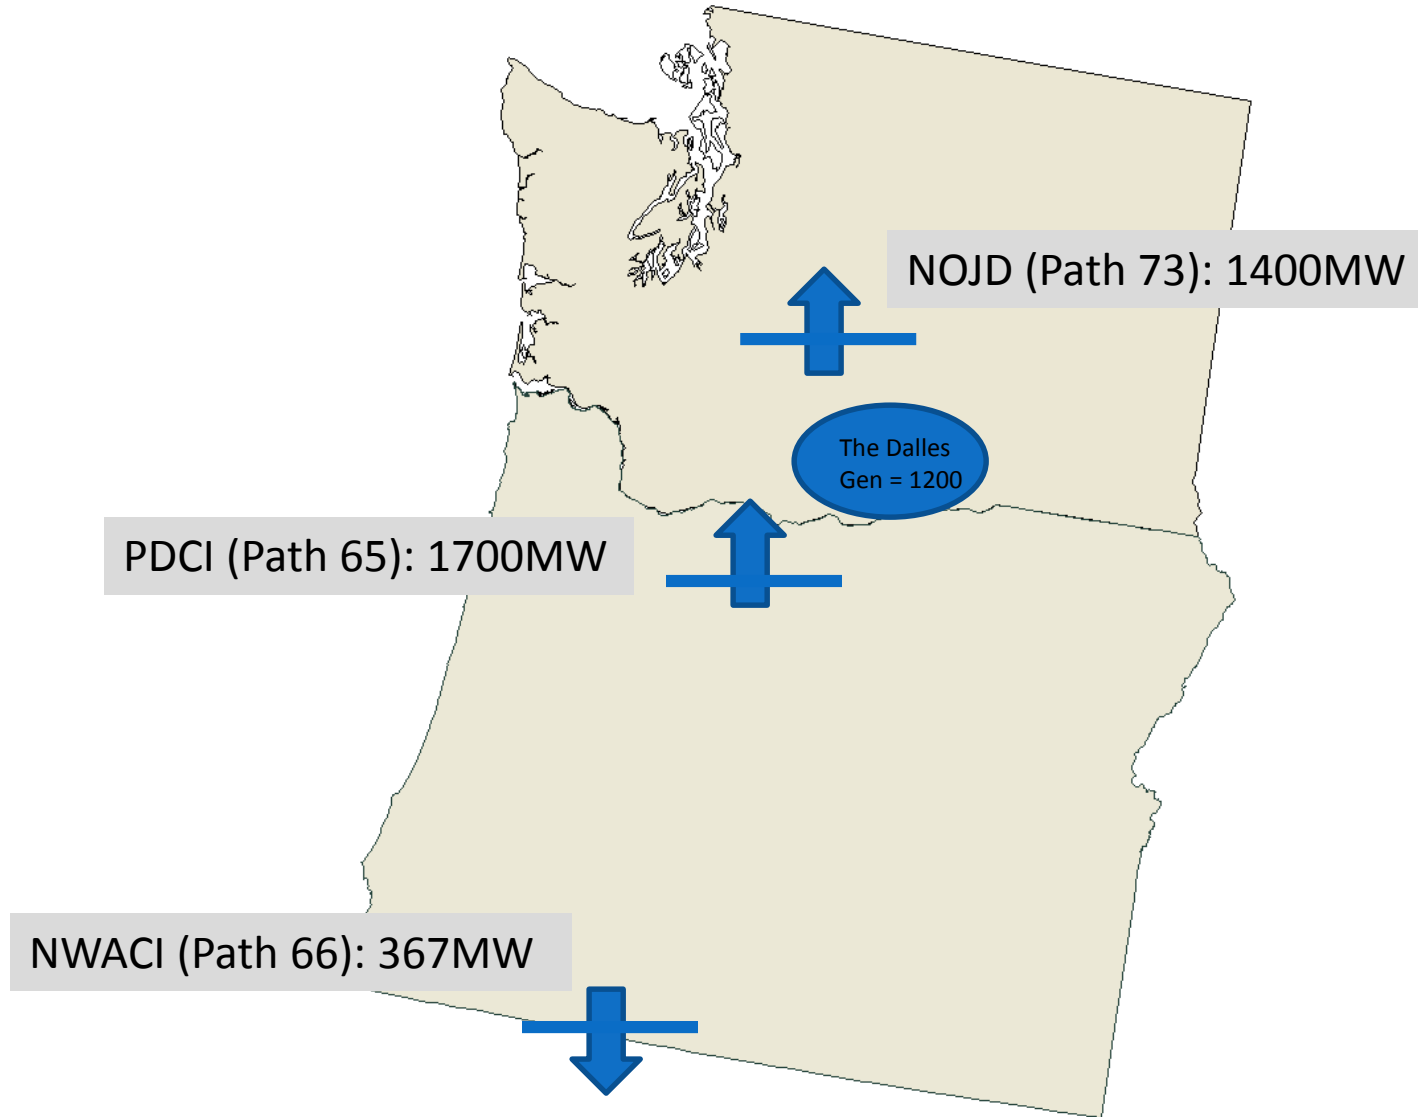 NOJD (Path 73): 1400MW
The Dalles
Gen = 1200
PDCI (Path 65): 1700MW
NWACI (Path 66): 367MW